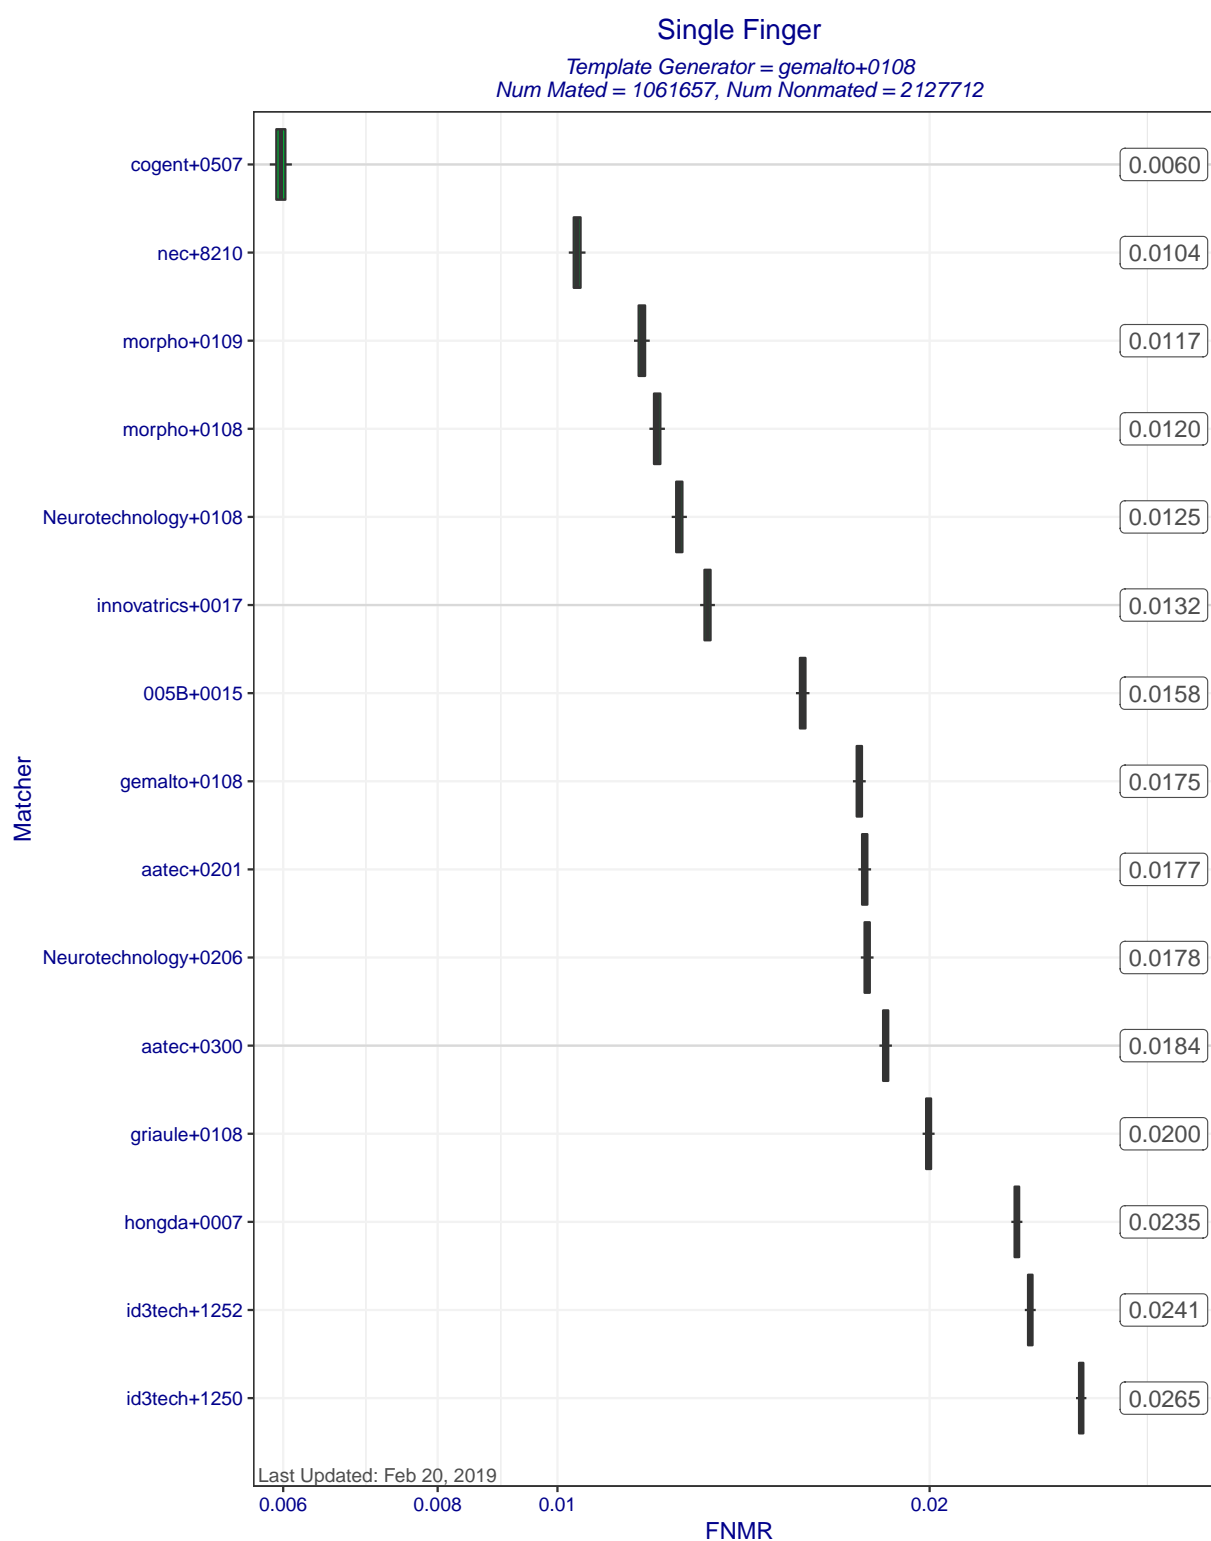 Single Finger
Template Generator = gemalto+0108
Num Mated = 1061657, Num Nonmated = 2127712
cogent+0507 0.0060
nec+8210 0.0104
morpho+0109 0.0117
morpho+0108 0.0120
Neurotechnology+0108 0.0125
innovatrics+0017 0.0132
005B+0015 0.0158
gemalto+0108 0.0175
Matcher
aatec+0201 0.0177
Neurotechnology+0206 0.0178
aatec+0300 0.0184
griaule+0108 0.0200
hongda+0007 0.0235
id3tech+1252 0.0241
id3tech+1250 0.0265
Last Updated: Feb 20, 2019
0.006 0.008 0.01 0.02
FNMR